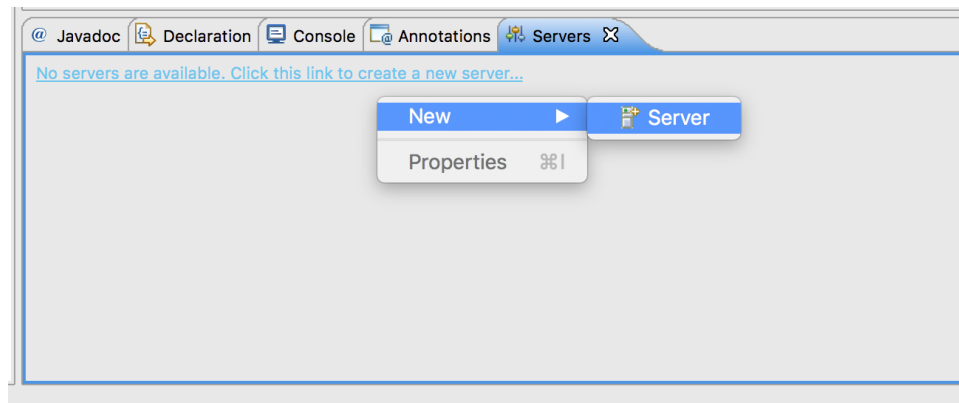 @ Javadoc Declaration Console Annotations Servers
No servers are available. Click this link to create a new server...
New Server
Properties ⌘I